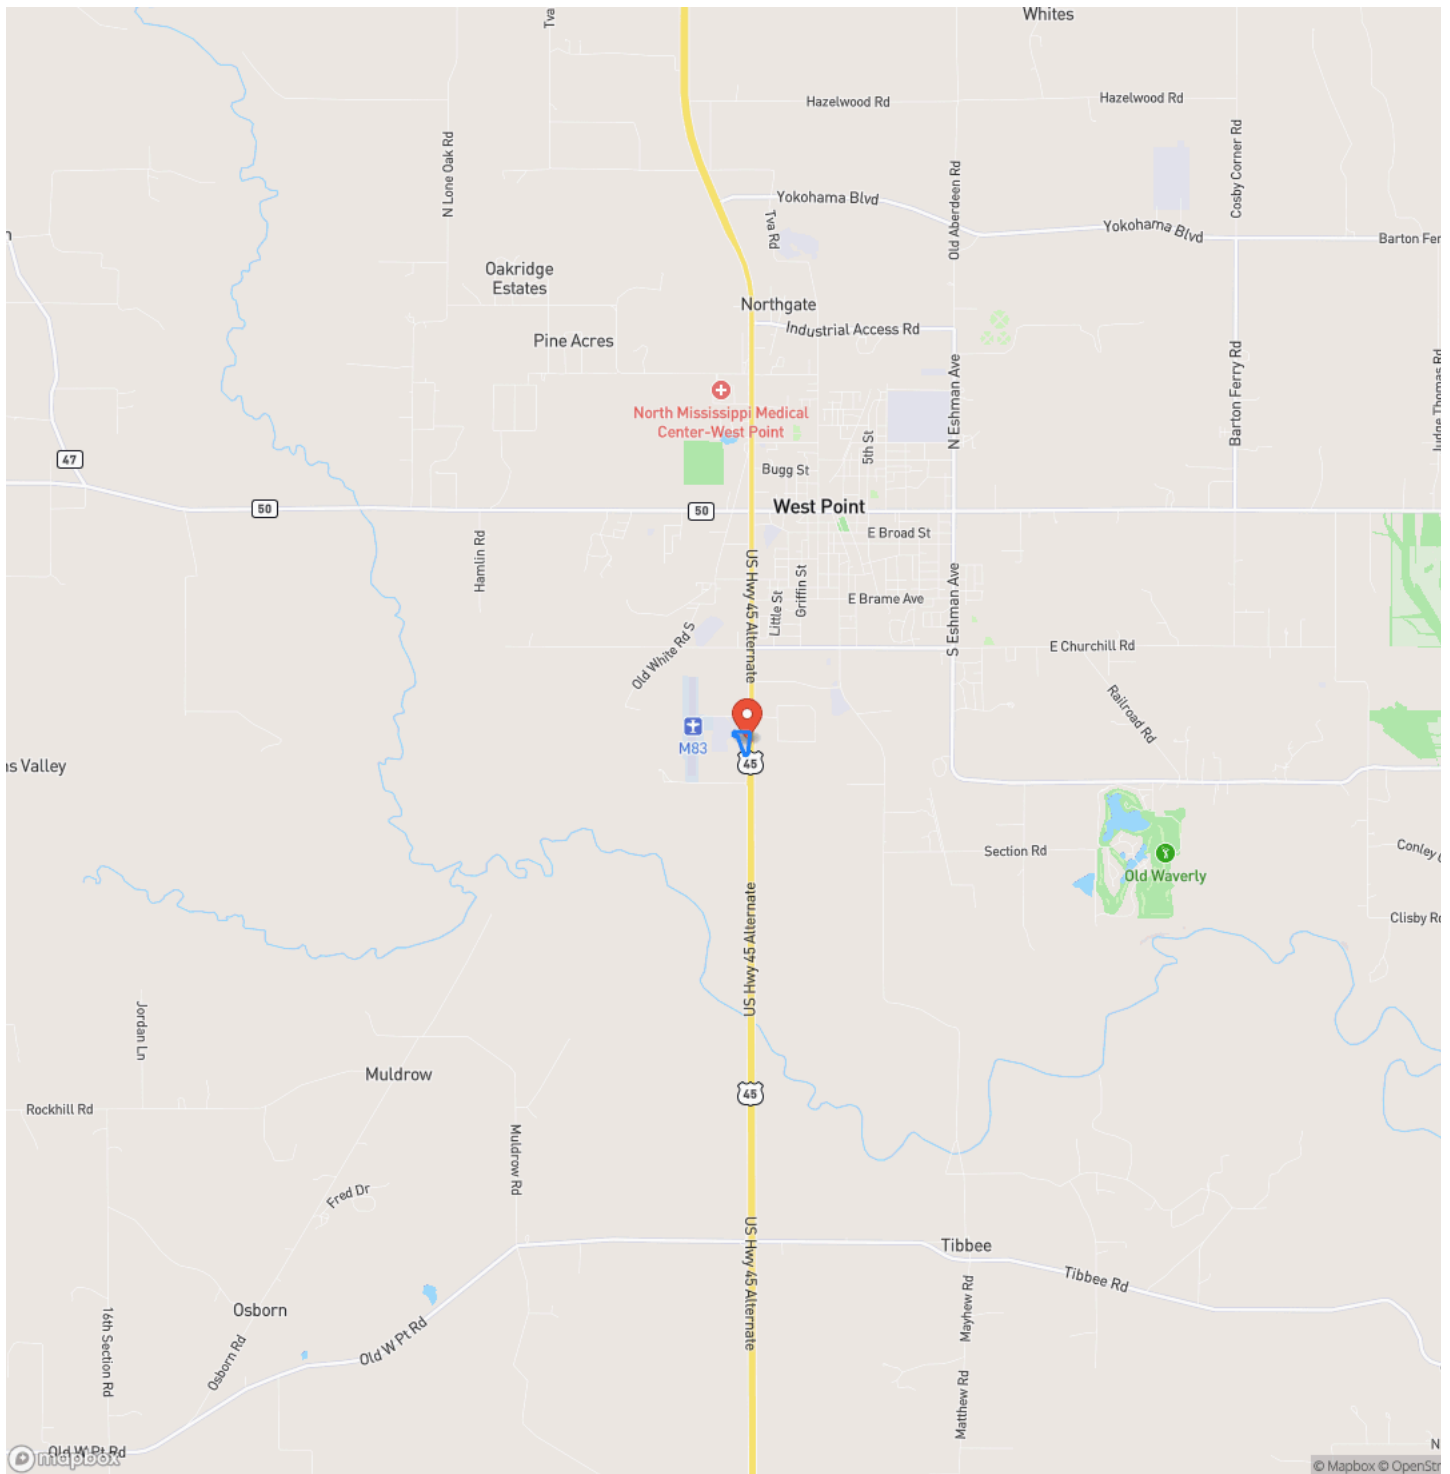 Whites
Tva
Hazelwood Rd
Hazelwood Rd
N Lone Oak Rd
Old Aberdeen Rd
Cosby Corner Rd
Yokohama Blvd
Tva Rd
Yokohama Blvd
Barton Fer
Oakridge
Estates
Northgate
Industrial Access Rd
Pine Acres
N Eshman Ave
Barton Ferry Rd
Judge Thomas Rd
North Mississippi Medical
Center-West Point
5th St
47
Bugg St
50
50
West Point
E Broad St
Hamlin Rd
US Hwy 45 Alternate
Little St
Griffin St
E Brame Ave
S Eshman Ave
Old White Rd S
E Churchill Rd
Railroad Rd
M83
45
as Valley
Section Rd
Conley
Old Waverly
Clisby Rd
US Hwy 45 Alternate
Jordan Ln
Muldrow
45
Rockhill Rd
Muldrow Rd
Fred Dr
US Hwy 45 Alternate
Tibbee
Tibbee Rd
Mayhew Rd
Osborn
16th Section Rd
Osborn Rd
Old W Pt Rd
Matthew Rd
Old W Pt Rd
mapbox
N
© Mapbox © OpenStr